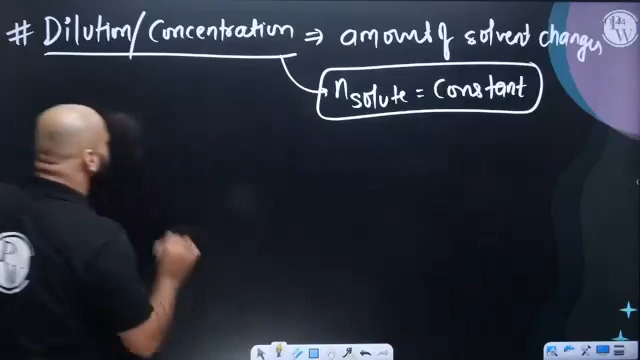 # Dilution/Concentration ⇒ amount of solvent changes
n solute = Constant